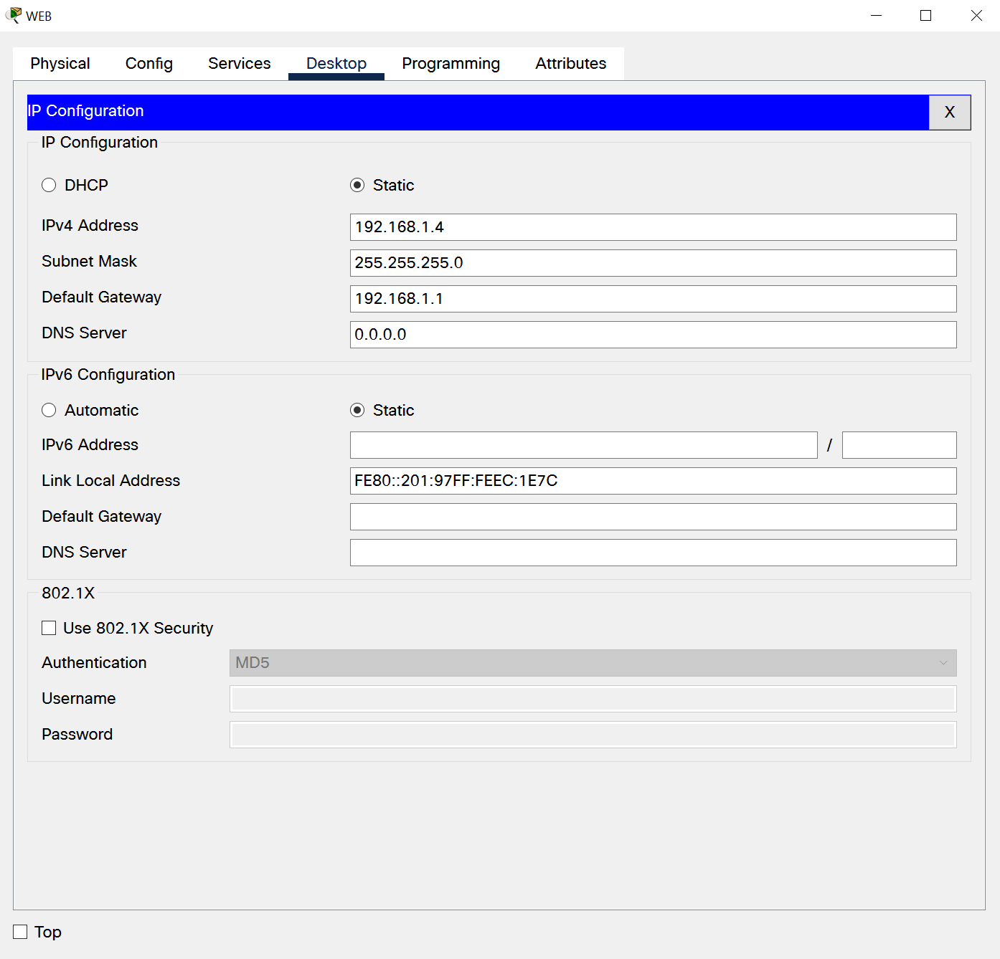 WEB
Physical Config Services Desktop Programming Attributes
IP Configuration X
IP Configuration
DHCP Static
IPv4 Address 192.168.1.4
Subnet Mask 255.255.255.0
Default Gateway 192.168.1.1
DNS Server 0.0.0.0
IPv6 Configuration
Automatic Static
IPv6 Address /
Link Local Address FE80::201:97FF:FEEC:1E7C
Default Gateway
DNS Server
802.1X
Use 802.1X Security
Authentication MD5
Username
Password
Top